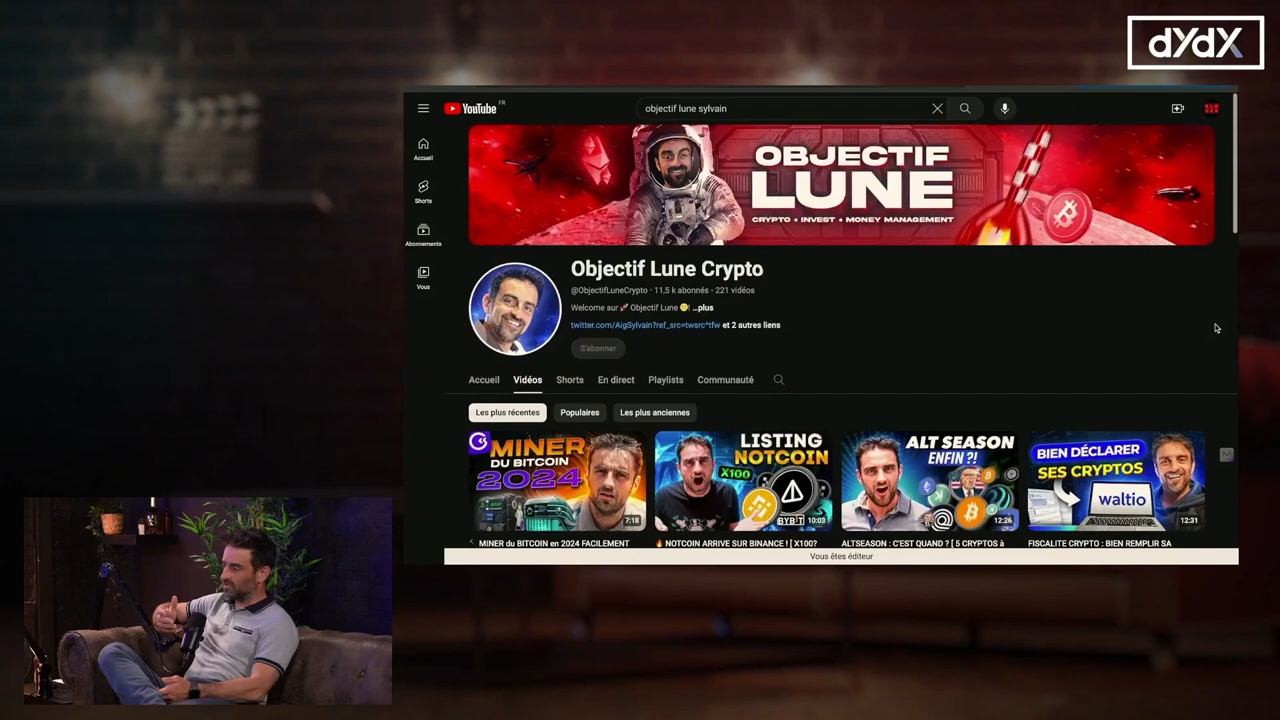 dYdX
YouTube FR
objectif lune sylvain
Accueil
Shorts
Abonnements
Vous
OBJECTIF
LUNE
CRYPTO • INVEST • MONEY MANAGEMENT
Objectif Lune Crypto
@ObjectifLuneCrypto · 11,5 k abonnés · 221 vidéos
Welcome sur 🚀 Objectif Lune 🌝! ...plus
twitter.com/AigSylvain?ref_src=twsrc^tfw et 2 autres liens
S'abonner
Accueil Vidéos Shorts En direct Playlists Communauté
Les plus récentes Populaires Les plus anciennes
MINER
DU BITCOIN
2024
7:18
LISTING
NOTCOIN
X100
BYBIT
10:03
ALT SEASON
ENFIN ?!
12:26
BIEN DÉCLARER
SES CRYPTOS
waltio
12:31
MINER du BITCOIN en 2024 FACILEMENT
🔥 NOTCOIN ARRIVE SUR BINANCE ! [ X100?
ALTSEASON : C'EST QUAND ? [ 5 CRYPTOS à
FISCALITE CRYPTO : BIEN REMPLIR SA
Vous êtes éditeur